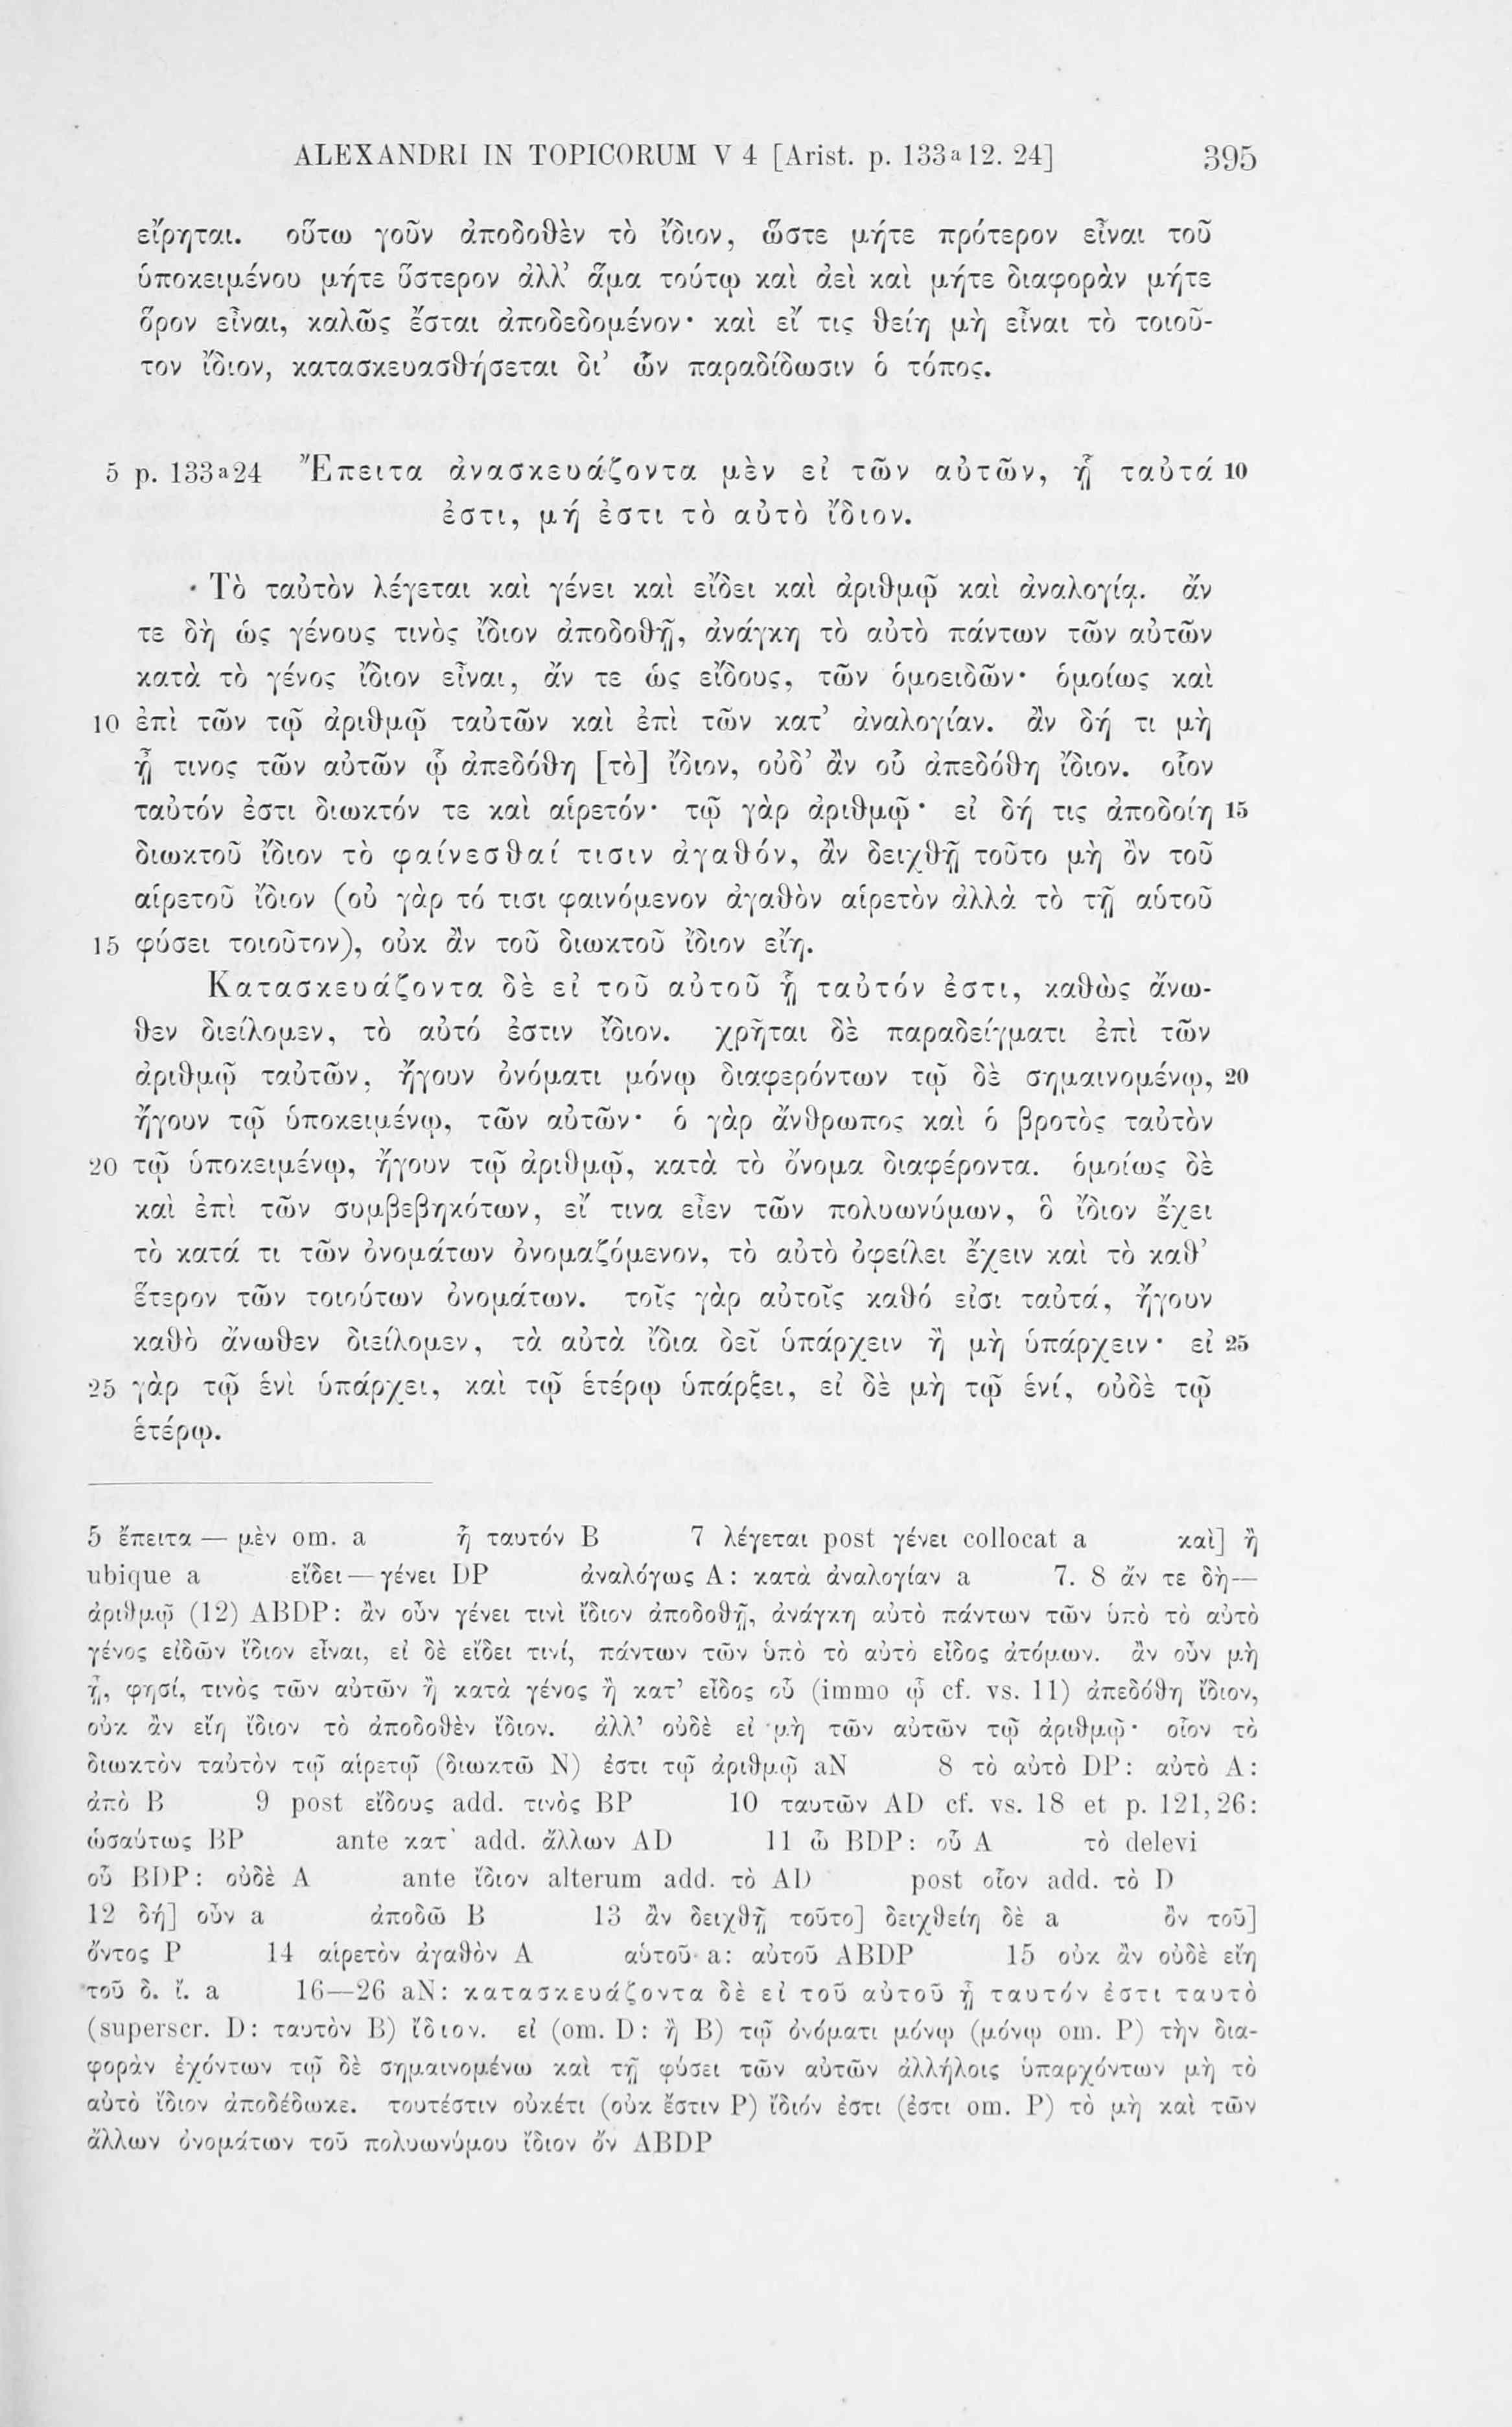 ALEXANDRI IN TOPICORUM V 4 [Arist. p. 133ᵃ12. 24] 395
εἴρηται. οὕτω γοῦν ἀποδοθὲν τὸ ἴδιον, ὥστε μήτε πρότερον εἶναι τοῦ
ὑποκειμένου μήτε ὕστερον ἀλλ’ ἅμα τούτῳ καὶ ἀεὶ καὶ μήτε διαφορὰν μήτε
ὅρον εἶναι, καλῶς ἔσται ἀποδεδομένον· καὶ εἴ τις θείη μὴ εἶναι τὸ τοιοῦ-
τον ἴδιον, κατασκευασθήσεται δι’ ὧν παραδίδωσιν ὁ τόπος.
5 p. 133ᵃ24 Ἔπειτα ἀνασκευάζοντα μὲν εἰ τῶν αὐτῶν, ᾗ ταὐτά 10
ἐστι, μή ἐστι τὸ αὐτὸ ἴδιον.
Τὸ ταὐτὸν λέγεται καὶ γένει καὶ εἴδει καὶ ἀριθμῷ καὶ ἀναλογίᾳ. ἄν
τε δὴ ὡς γένους τινὸς ἴδιον ἀποδοθῇ, ἀνάγκη τὸ αὐτὸ πάντων τῶν αὐτῶν
κατὰ τὸ γένος ἴδιον εἶναι, ἄν τε ὡς εἴδους, τῶν ὁμοειδῶν· ὁμοίως καὶ
10 ἐπὶ τῶν τῷ ἀριθμῷ ταὐτῶν καὶ ἐπὶ τῶν κατ’ ἀναλογίαν. ἂν δή τι μὴ
ᾖ τινος τῶν αὐτῶν ᾧ ἀπεδόθη [τὸ] ἴδιον, οὐδ’ ἂν οὗ ἀπεδόθη ἴδιον. οἷον
ταὐτόν ἐστι διωκτόν τε καὶ αἱρετόν· τῷ γὰρ ἀριθμῷ· εἰ δή τις ἀποδοίη 15
διωκτοῦ ἴδιον τὸ φαίνεσθαί τισιν ἀγαθόν, ἂν δειχθῇ τοῦτο μὴ ὂν τοῦ
αἱρετοῦ ἴδιον (οὐ γὰρ τό τισι φαινόμενον ἀγαθὸν αἱρετὸν ἀλλὰ τὸ τῇ αὑτοῦ
15 φύσει τοιοῦτον), οὐκ ἂν τοῦ διωκτοῦ ἴδιον εἴη.
Κατασκευάζοντα δὲ εἰ τοῦ αὐτοῦ ᾗ ταὐτόν ἐστι, καθὼς ἄνω-
θεν διείλομεν, τὸ αὐτό ἐστιν ἴδιον. χρῆται δὲ παραδείγματι ἐπὶ τῶν
ἀριθμῷ ταὐτῶν, ἤγουν ὀνόματι μόνῳ διαφερόντων τῷ δὲ σημαινομένῳ, 20
ἤγουν τῷ ὑποκειμένῳ, τῶν αὐτῶν· ὁ γὰρ ἄνθρωπος καὶ ὁ βροτὸς ταὐτὸν
20 τῷ ὑποκειμένῳ, ἤγουν τῷ ἀριθμῷ, κατὰ τὸ ὄνομα διαφέροντα. ὁμοίως δὲ
καὶ ἐπὶ τῶν συμβεβηκότων, εἴ τινα εἶεν τῶν πολυωνύμων, ὃ ἴδιον ἔχει
τὸ κατά τι τῶν ὀνομάτων ὀνομαζόμενον, τὸ αὐτὸ ὀφείλει ἔχειν καὶ τὸ καθ’
ἕτερον τῶν τοιούτων ὀνομάτων. τοῖς γὰρ αὐτοῖς καθό εἰσι ταὐτά, ἤγουν
καθὸ ἄνωθεν διείλομεν, τὰ αὐτὰ ἴδια δεῖ ὑπάρχειν ἢ μὴ ὑπάρχειν· εἰ 25
25 γὰρ τῷ ἑνὶ ὑπάρχει, καὶ τῷ ἑτέρῳ ὑπάρξει, εἰ δὲ μὴ τῷ ἑνί, οὐδὲ τῷ
ἑτέρῳ.
5 ἔπειτα — μὲν om. a ᾗ ταυτόν B 7 λέγεται post γένει collocat a καὶ] ἢ
ubique a εἴδει — γένει DP ἀναλόγως A: κατὰ ἀναλογίαν a 7. 8 ἄν τε δὴ—
ἀριθμῷ (12) ABDP: ἂν οὖν γένει τινὶ ἴδιον ἀποδοθῇ, ἀνάγκη αὐτὸ πάντων τῶν ὑπὸ τὸ αὐτὸ
γένος εἰδῶν ἴδιον εἶναι, εἰ δὲ εἴδει τινί, πάντων τῶν ὑπὸ τὸ αὐτὸ εἶδος ἀτόμων. ἂν οὖν μὴ
ᾖ, φησί, τινὸς τῶν αὐτῶν ἢ κατὰ γένος ἢ κατ’ εἶδος οὗ (immo ᾧ cf. vs. 11) ἀπεδόθη ἴδιον,
οὐκ ἂν εἴη ἴδιον τὸ ἀποδοθὲν ἴδιον. ἀλλ’ οὐδὲ εἰ μὴ τῶν αὐτῶν τῷ ἀριθμῷ· οἷον τὸ
διωκτὸν ταὐτὸν τῷ αἱρετῷ (διωκτῶ N) ἐστι τῷ ἀριθμῷ aN 8 τὸ αὐτὸ DP: αὐτὸ A:
ἀπὸ B 9 post εἴδους add. τινὸς BP 10 ταυτῶν AD cf. vs. 18 et p. 121,26:
ὡσαύτως BP ante κατ’ add. ἄλλων AD 11 ᾧ BDP: οὗ A τὸ delevi
οὗ BDP: οὐδὲ A ante ἴδιον alterum add. τὸ AD post οἷον add. τὸ D
12 δή] οὖν a ἀποδῶ B 13 ἂν δειχθῇ τοῦτο] δειχθείη δὲ a ὂν τοῦ]
ὄντος P 14 αἱρετὸν ἀγαθὸν A αὑτοῦ a: αὐτοῦ ABDP 15 οὐκ ἂν οὐδὲ εἴη
τοῦ δ. ἴ. a 16—26 aN: κατασκευάζοντα δὲ εἰ τοῦ αὐτοῦ ᾗ ταυτόν ἐστι ταυτὸ
(superscr. D: ταυτὸν B) ἴδιον. εἰ (om. D: ἢ B) τῷ ὀνόματι μόνῳ (μόνῳ om. P) τὴν δια-
φορὰν ἐχόντων τῷ δὲ σημαινομένω καὶ τῇ φύσει τῶν αὐτῶν ἀλλήλοις ὑπαρχόντων μὴ τὸ
αὐτὸ ἴδιον ἀποδέδωκε. τουτέστιν οὐκέτι (οὐκ ἔστιν P) ἴδιόν ἐστι (ἐστι om. P) τὸ μὴ καὶ τῶν
ἄλλων ὀνομάτων τοῦ πολυωνύμου ἴδιον ὄν ABDP